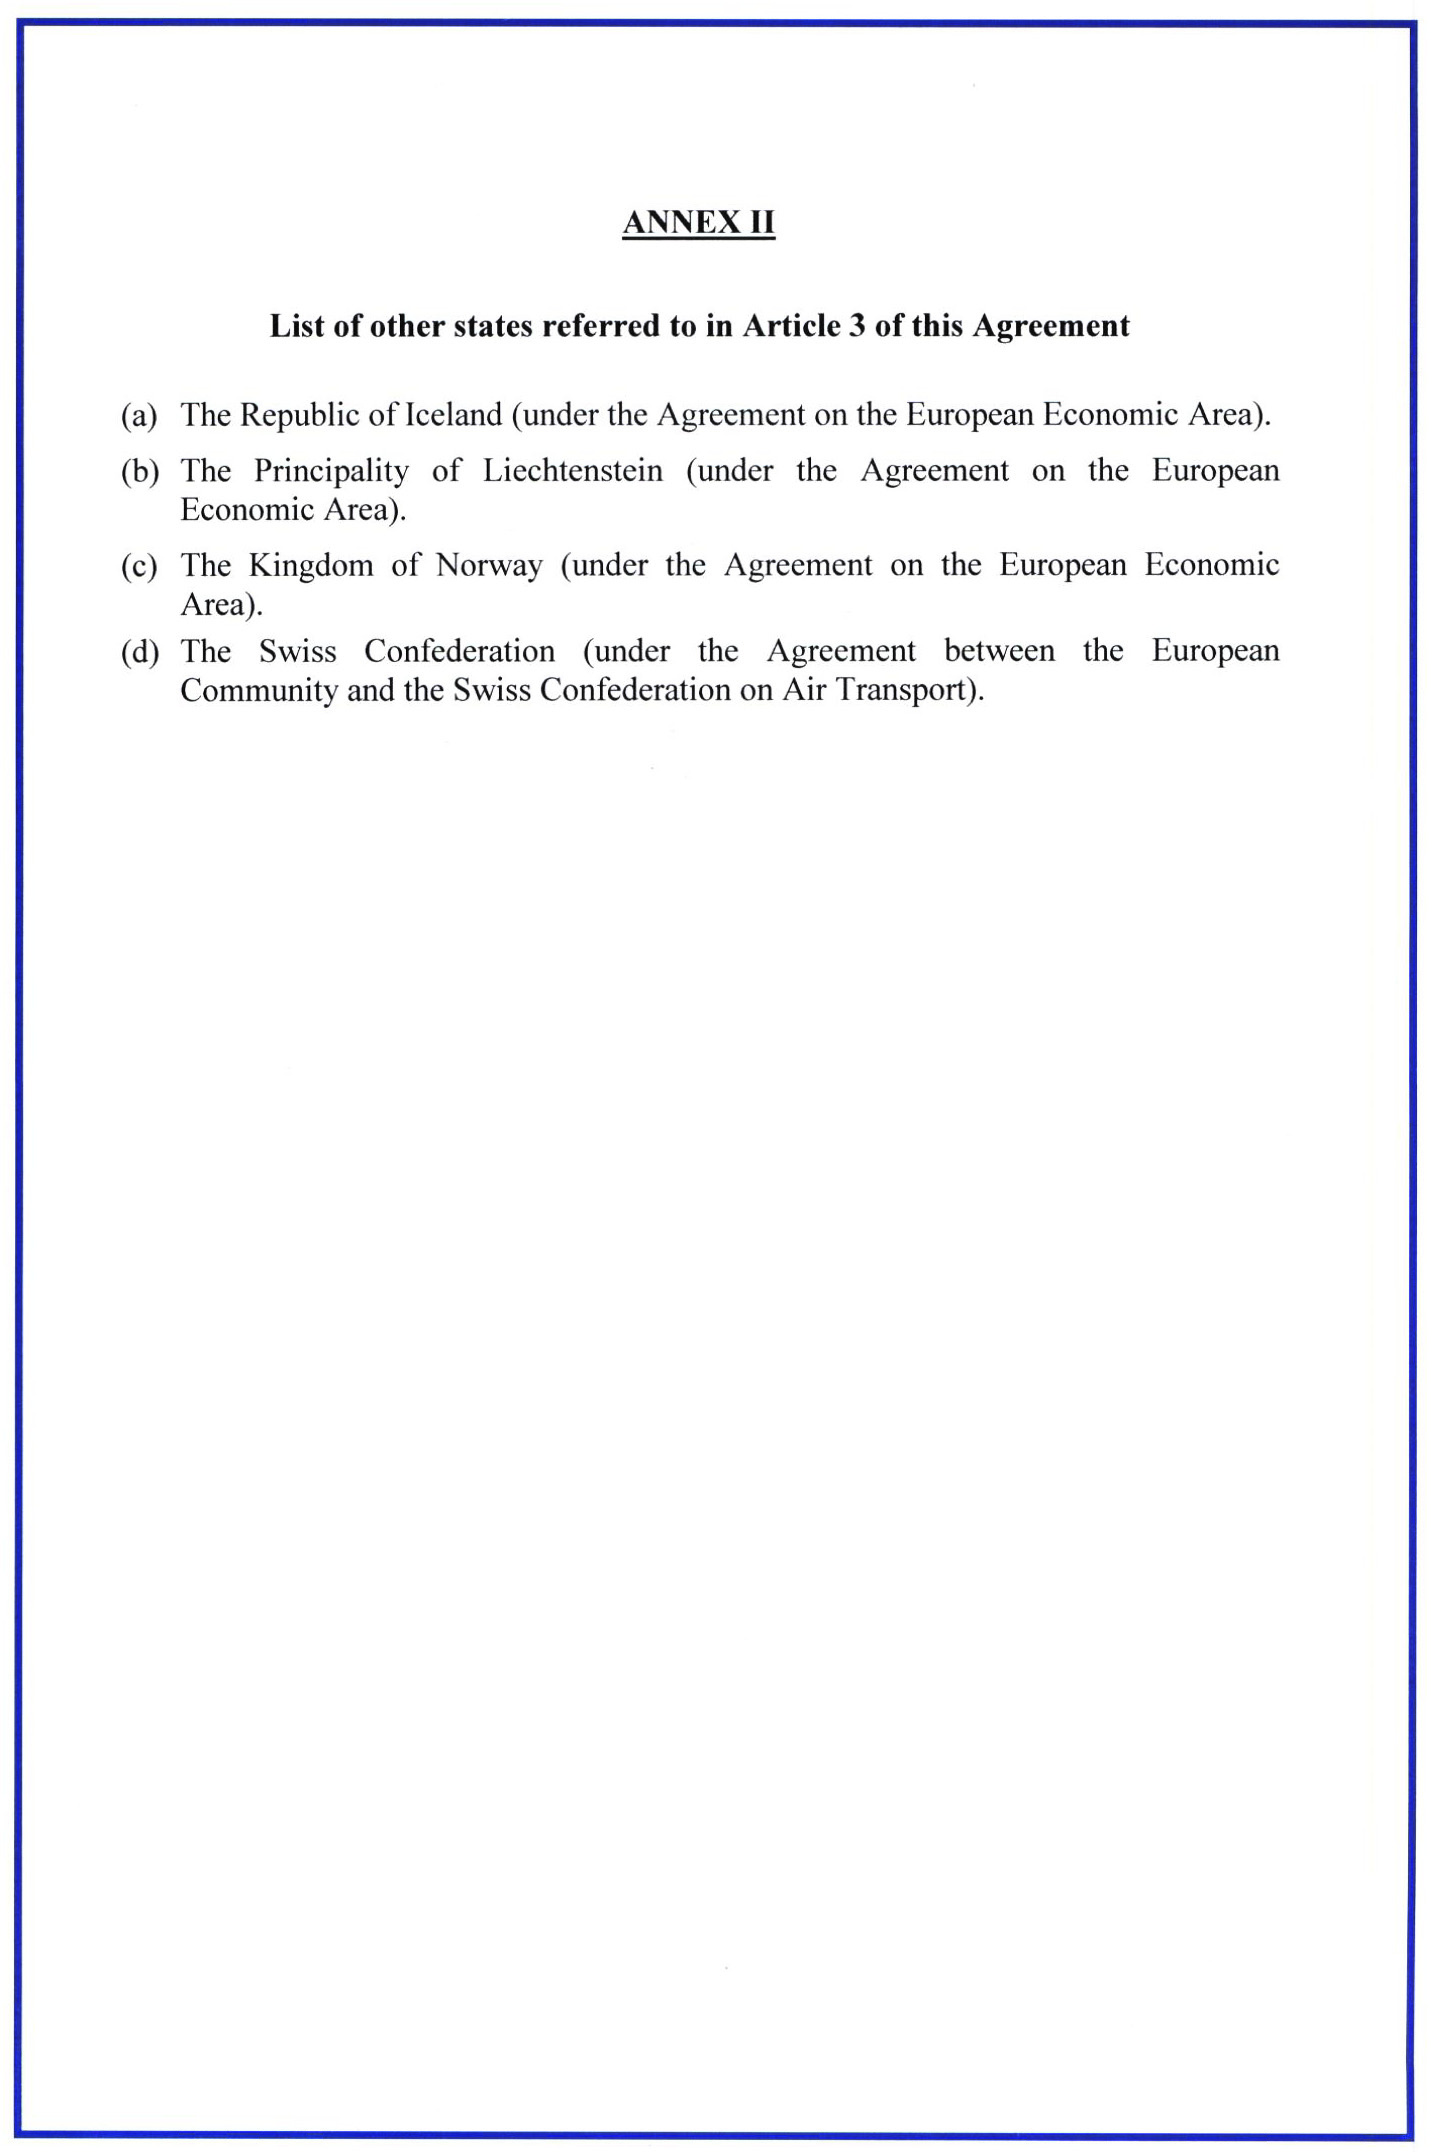 ANNEX II
List of other states referred to in Article 3 of this Agreement
(a) The Republic of Iceland (under the Agreement on the European Economic Area).
(b) The Principality of Liechtenstein (under the Agreement on the European
Economic Area).
(c) The Kingdom of Norway (under the Agreement on the European Economic
Area).
(d) The Swiss Confederation (under the Agreement between the European
Community and the Swiss Confederation on Air Transport).